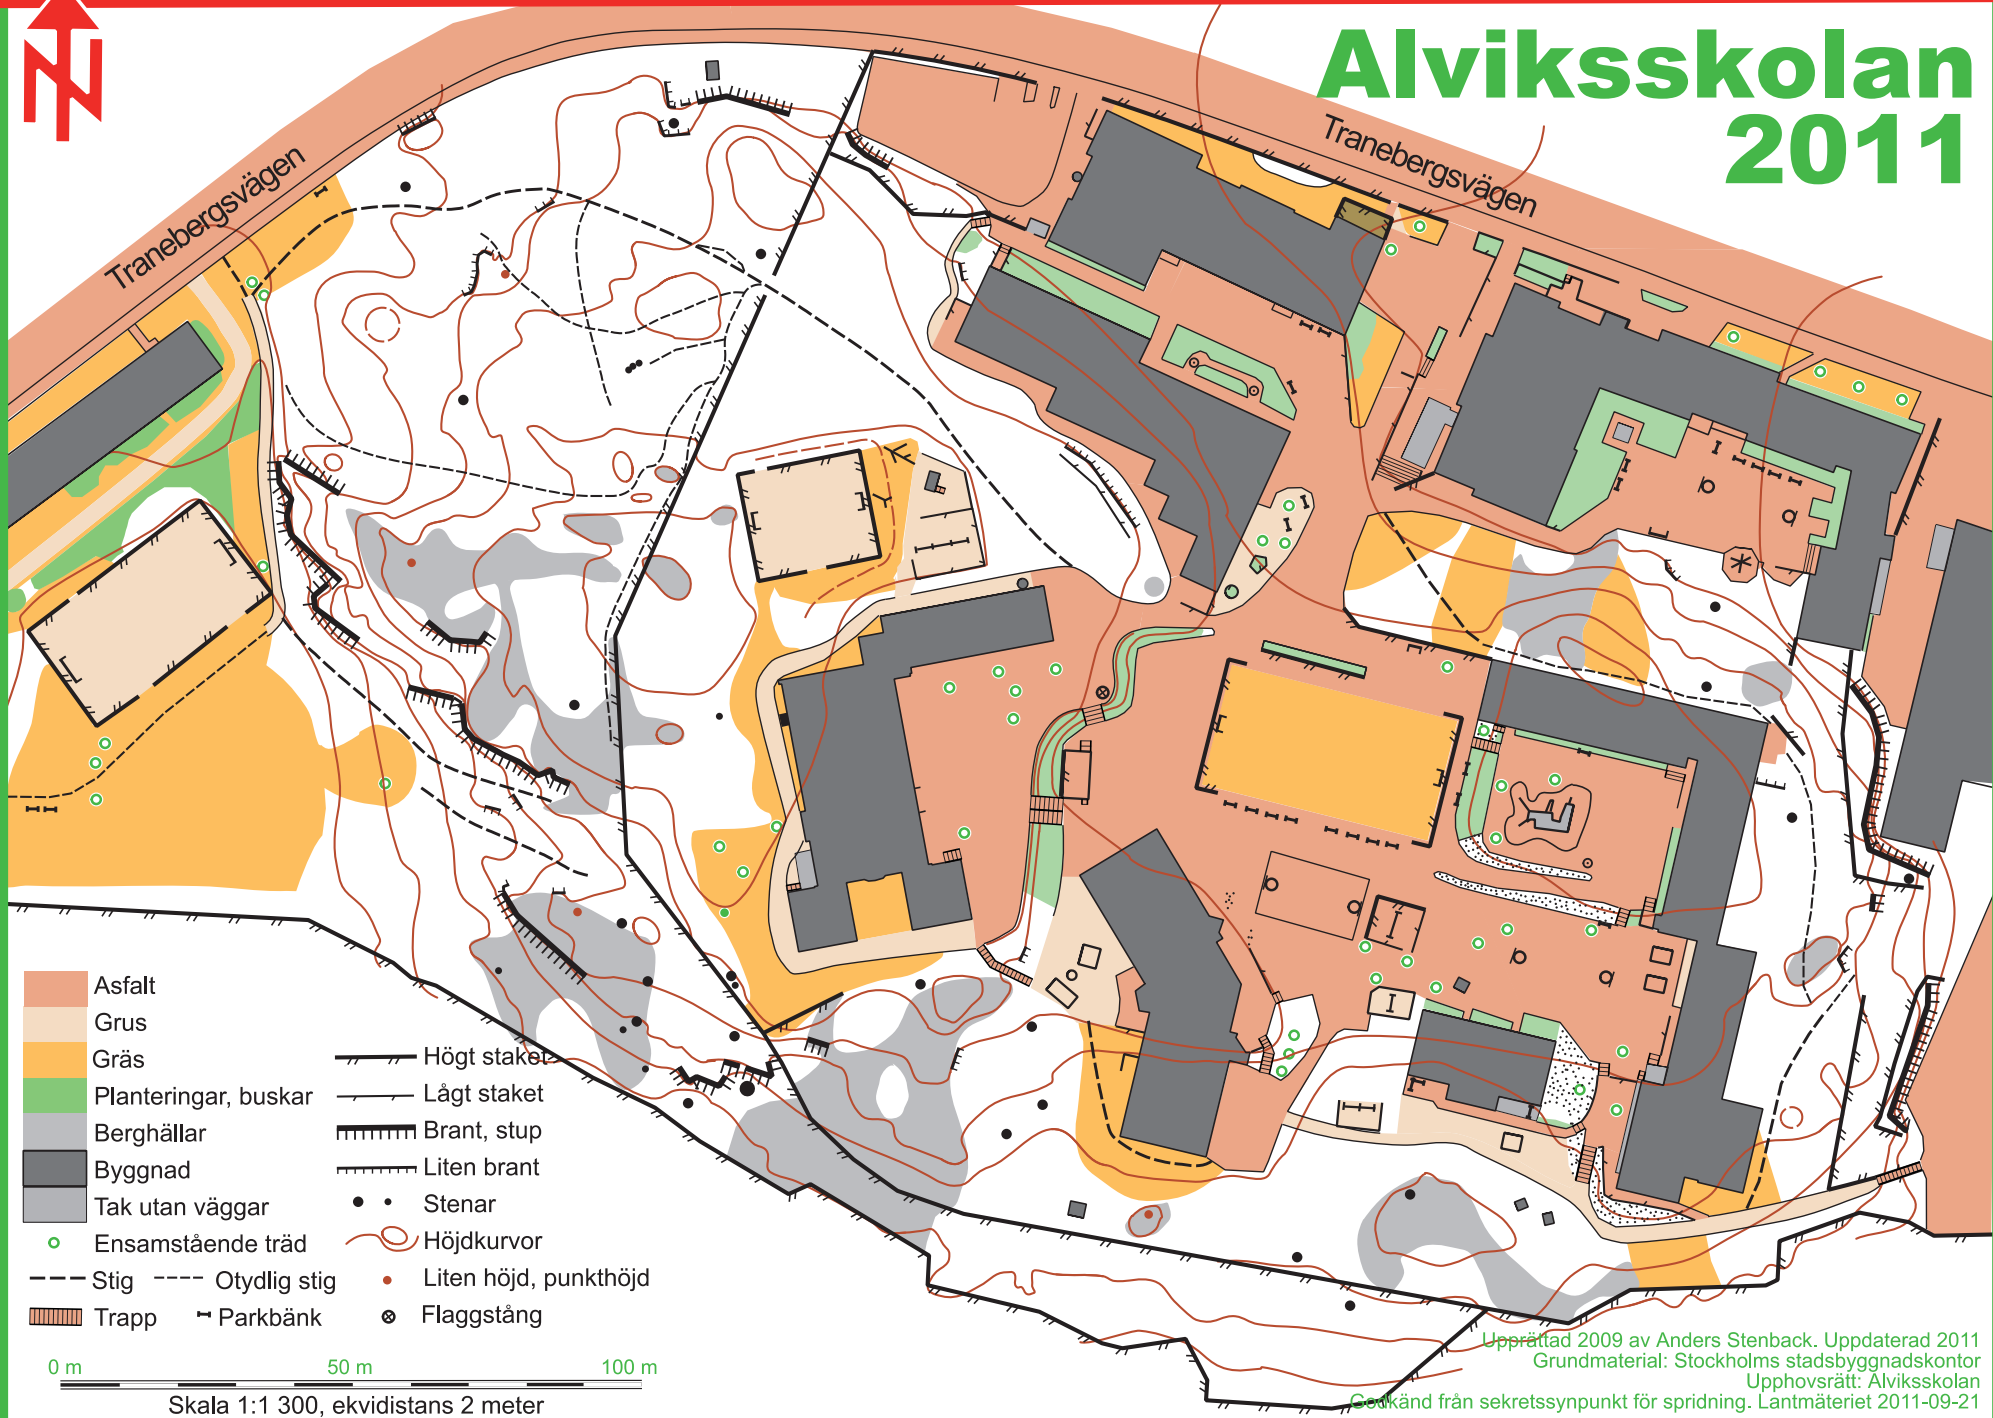 N
Alviksskolan
2011
Tranebergsvägen
Tranebergsvägen
Asfalt
Grus
Gräs
Planteringar, buskar
Berghällar
Byggnad
Tak utan väggar
Ensamstående träd
Stig
Otydlig stig
Trapp
Parkbänk
Högt staket
Lågt staket
Brant, stup
Liten brant
Stenar
Höjdkurvor
Liten höjd, punkthöjd
Flaggstång
0 m 50 m 100 m
Skala 1:1 300, ekvidistans 2 meter
Upprättad 2009 av Anders Stenback. Uppdaterad 2011
Grundmaterial: Stockholms stadsbyggnadskontor
Upphovsrätt: Alviksskolan
Godkänd från sekretssynpunkt för spridning. Lantmäteriet 2011-09-21